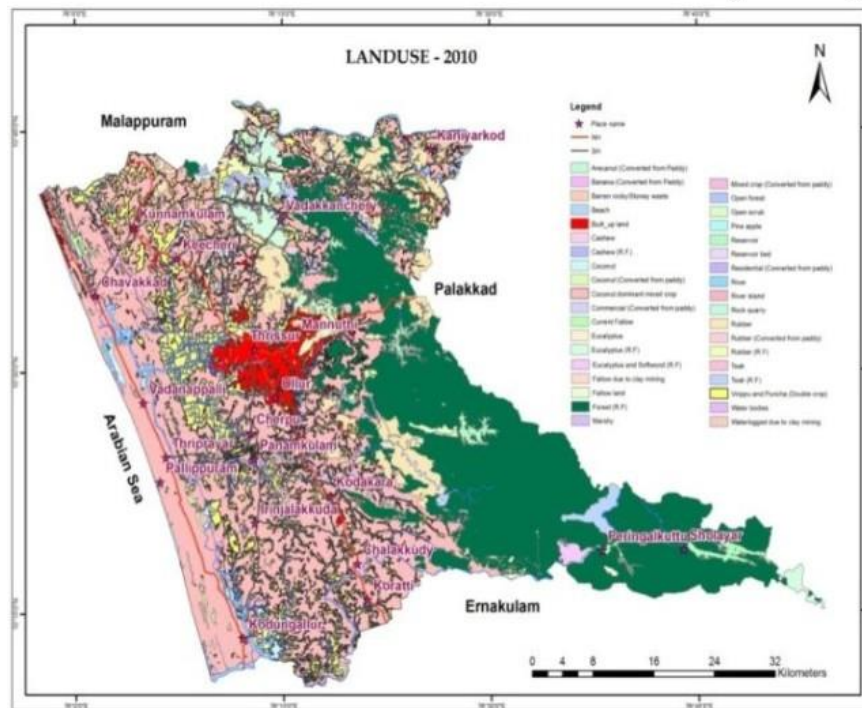 LANDUSE - 2010
N
Malappuram
Kaniyarkod
Vadakkanchery
Kunnamkulam
Keecheri
Chavakkad
Palakkad
Mannuthi
Thrissur
Ollur
Vadanappalli
Cherpu
Arabian Sea
Thriprayar
Panamkulam
Pallippuram
Kodakara
Irinjalakkuda
Peringalkuttu
Sholayar
Chalakkudy
Koratti
Ernakulam
Kodungallur
0 2 4 8 16 24 32
Kilometers
Legend
Place name
NH
SH
Arecanut (Converted from Paddy)
Banana (Converted from Paddy)
Barren rocky/Stoney waste
Beach
Built_up land
Cashew
Cashew (R.F)
Coconut
Coconut (Converted from paddy)
Coconut dominant mixed crop
Commercial (Converted from paddy)
Current Fallow
Eucalyptus
Eucalyptus (R.F)
Eucalyptus and Softwood (R.F)
Fallow due to clay mining
Fallow land
Forest (R.F)
Marshy
Mixed crop (Converted from paddy)
Open forest
Open scrub
Pine apple
Reservoir
Reservoir bed
Residential (Converted from paddy)
River
River island
Rock quarry
Rubber
Rubber (Converted from paddy)
Rubber (R.F)
Teak
Teak (R.F)
Virippu and Puncha (Double crop)
Water bodies
Waterlogged due to clay mining